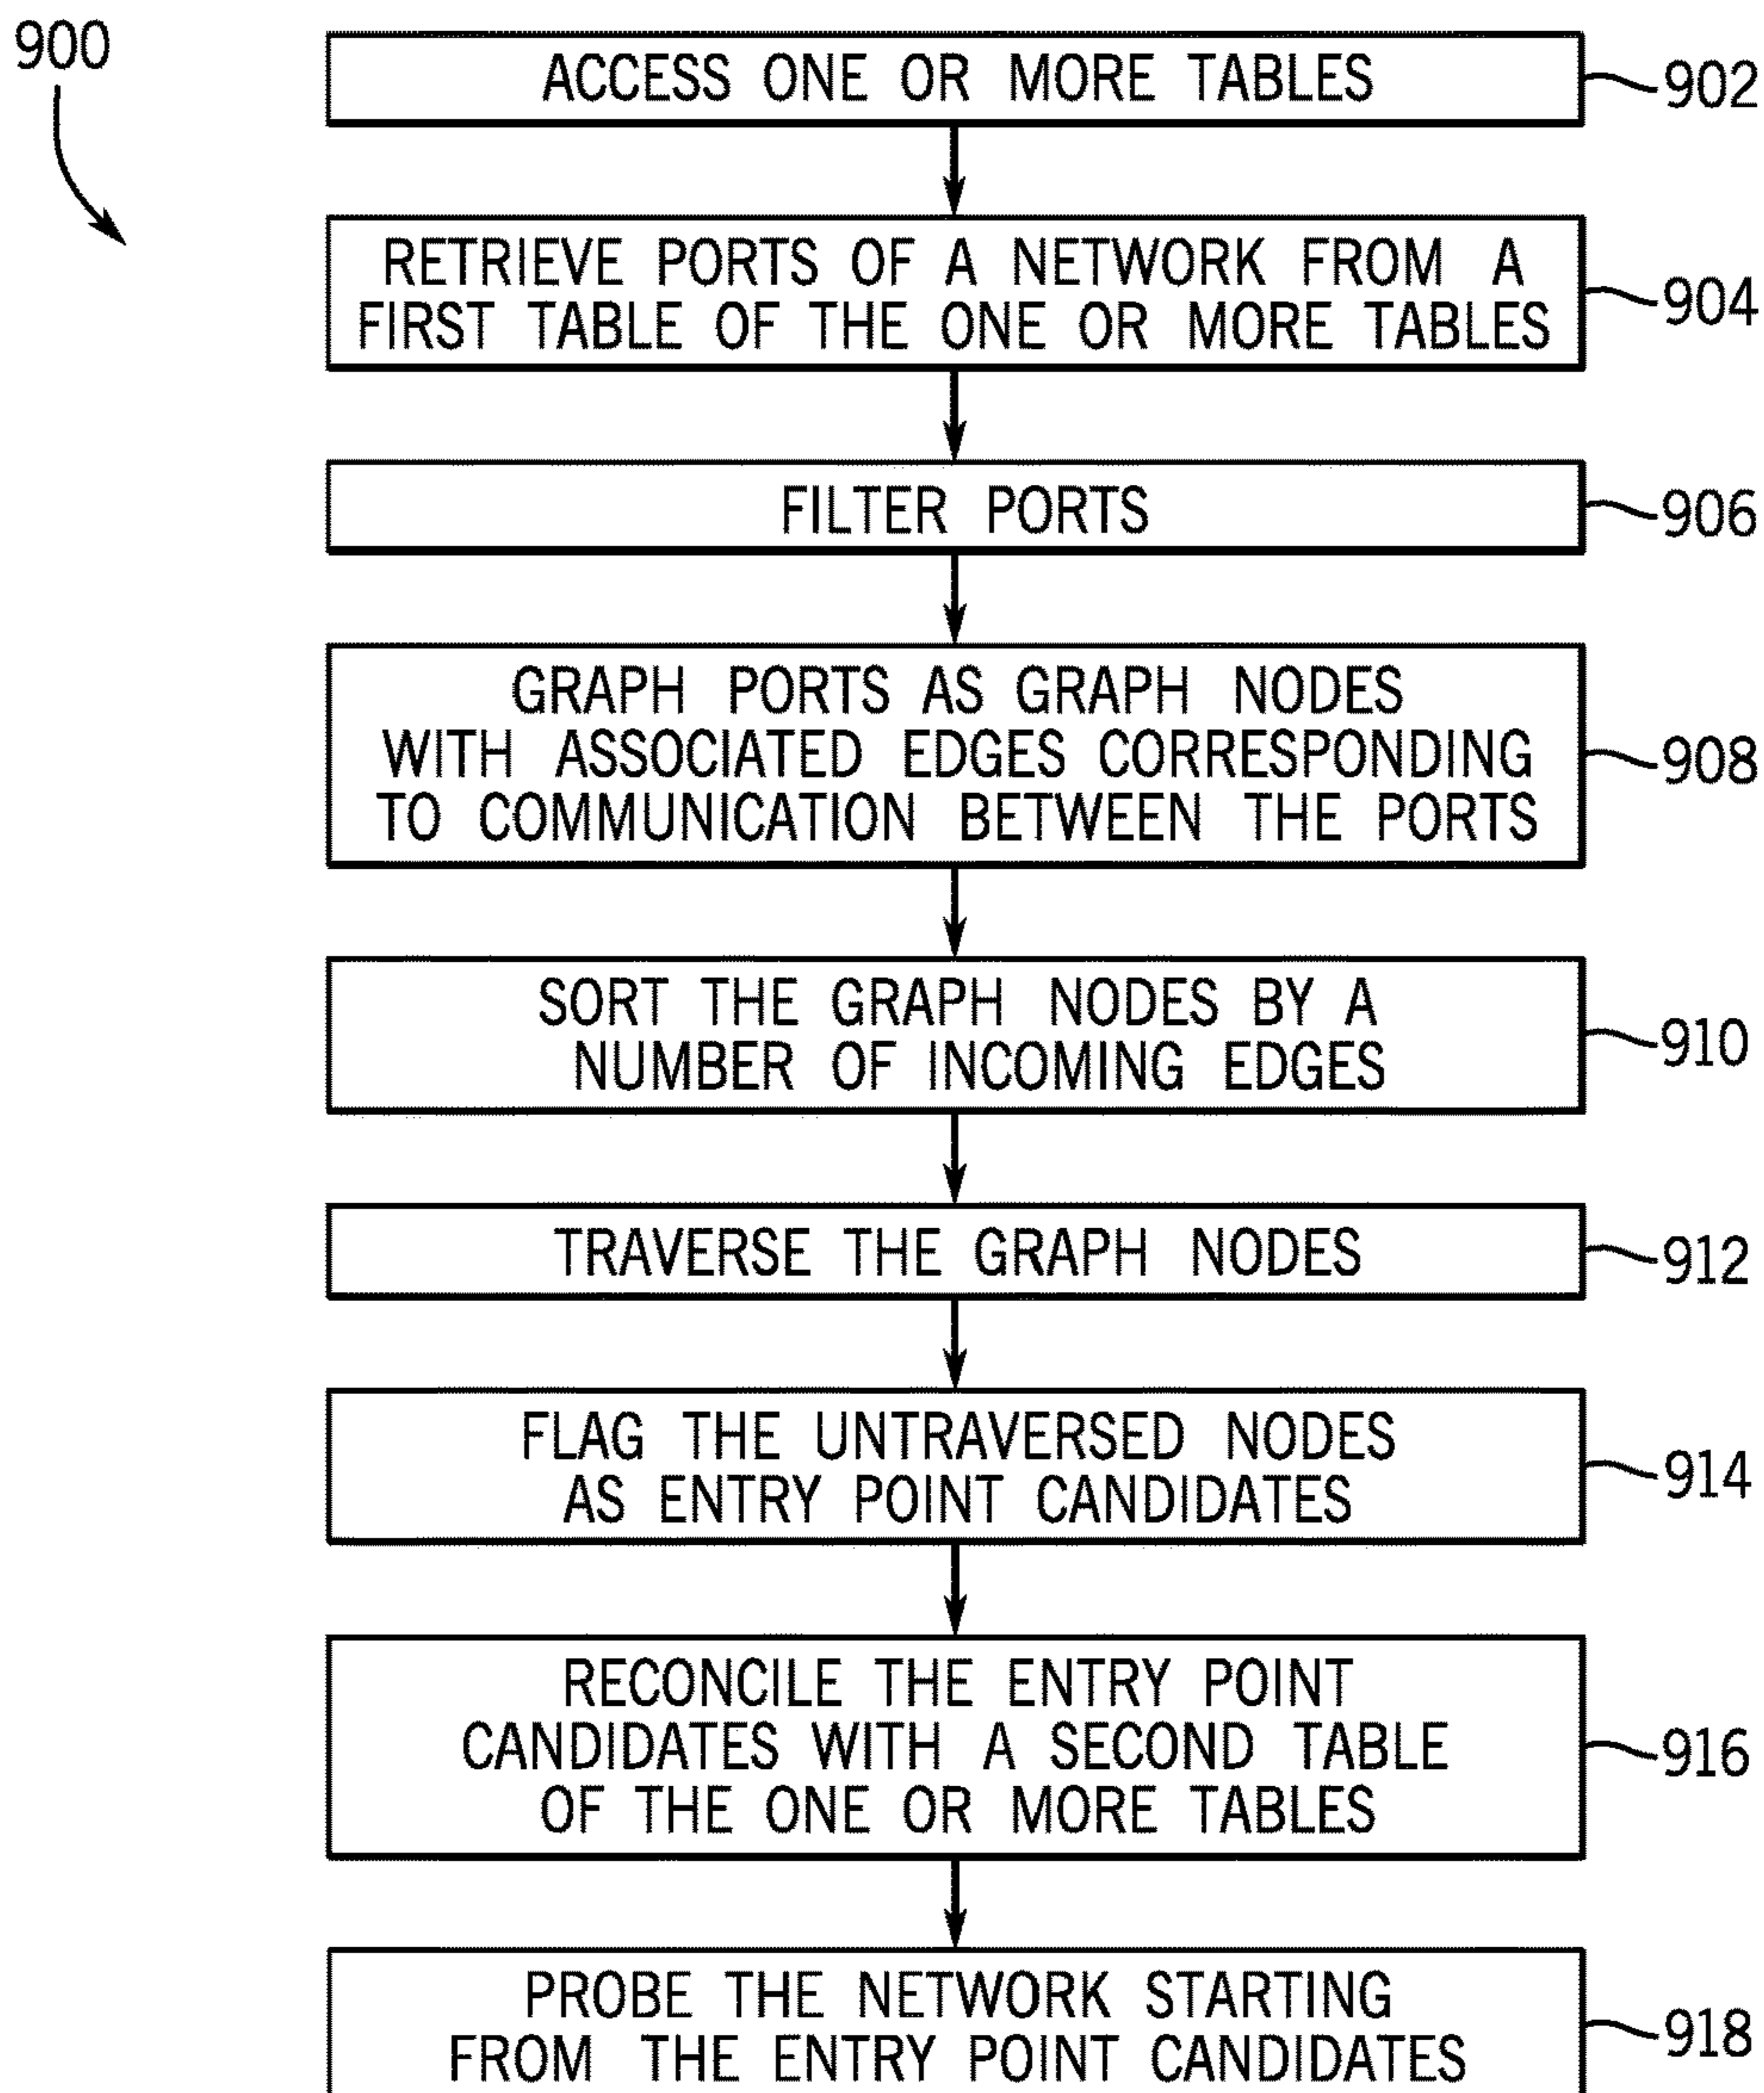 900
ACCESS ONE OR MORE TABLES
902
RETRIEVE PORTS OF A NETWORK FROM A
FIRST TABLE OF THE ONE OR MORE TABLES
904
FILTER PORTS
906
GRAPH PORTS AS GRAPH NODES
WITH ASSOCIATED EDGES CORRESPONDING
TO COMMUNICATION BETWEEN THE PORTS
908
SORT THE GRAPH NODES BY A
NUMBER OF INCOMING EDGES
910
TRAVERSE THE GRAPH NODES
912
FLAG THE UNTRAVERSED NODES
AS ENTRY POINT CANDIDATES
914
RECONCILE THE ENTRY POINT
CANDIDATES WITH A SECOND TABLE
OF THE ONE OR MORE TABLES
916
PROBE THE NETWORK STARTING
FROM THE ENTRY POINT CANDIDATES
918